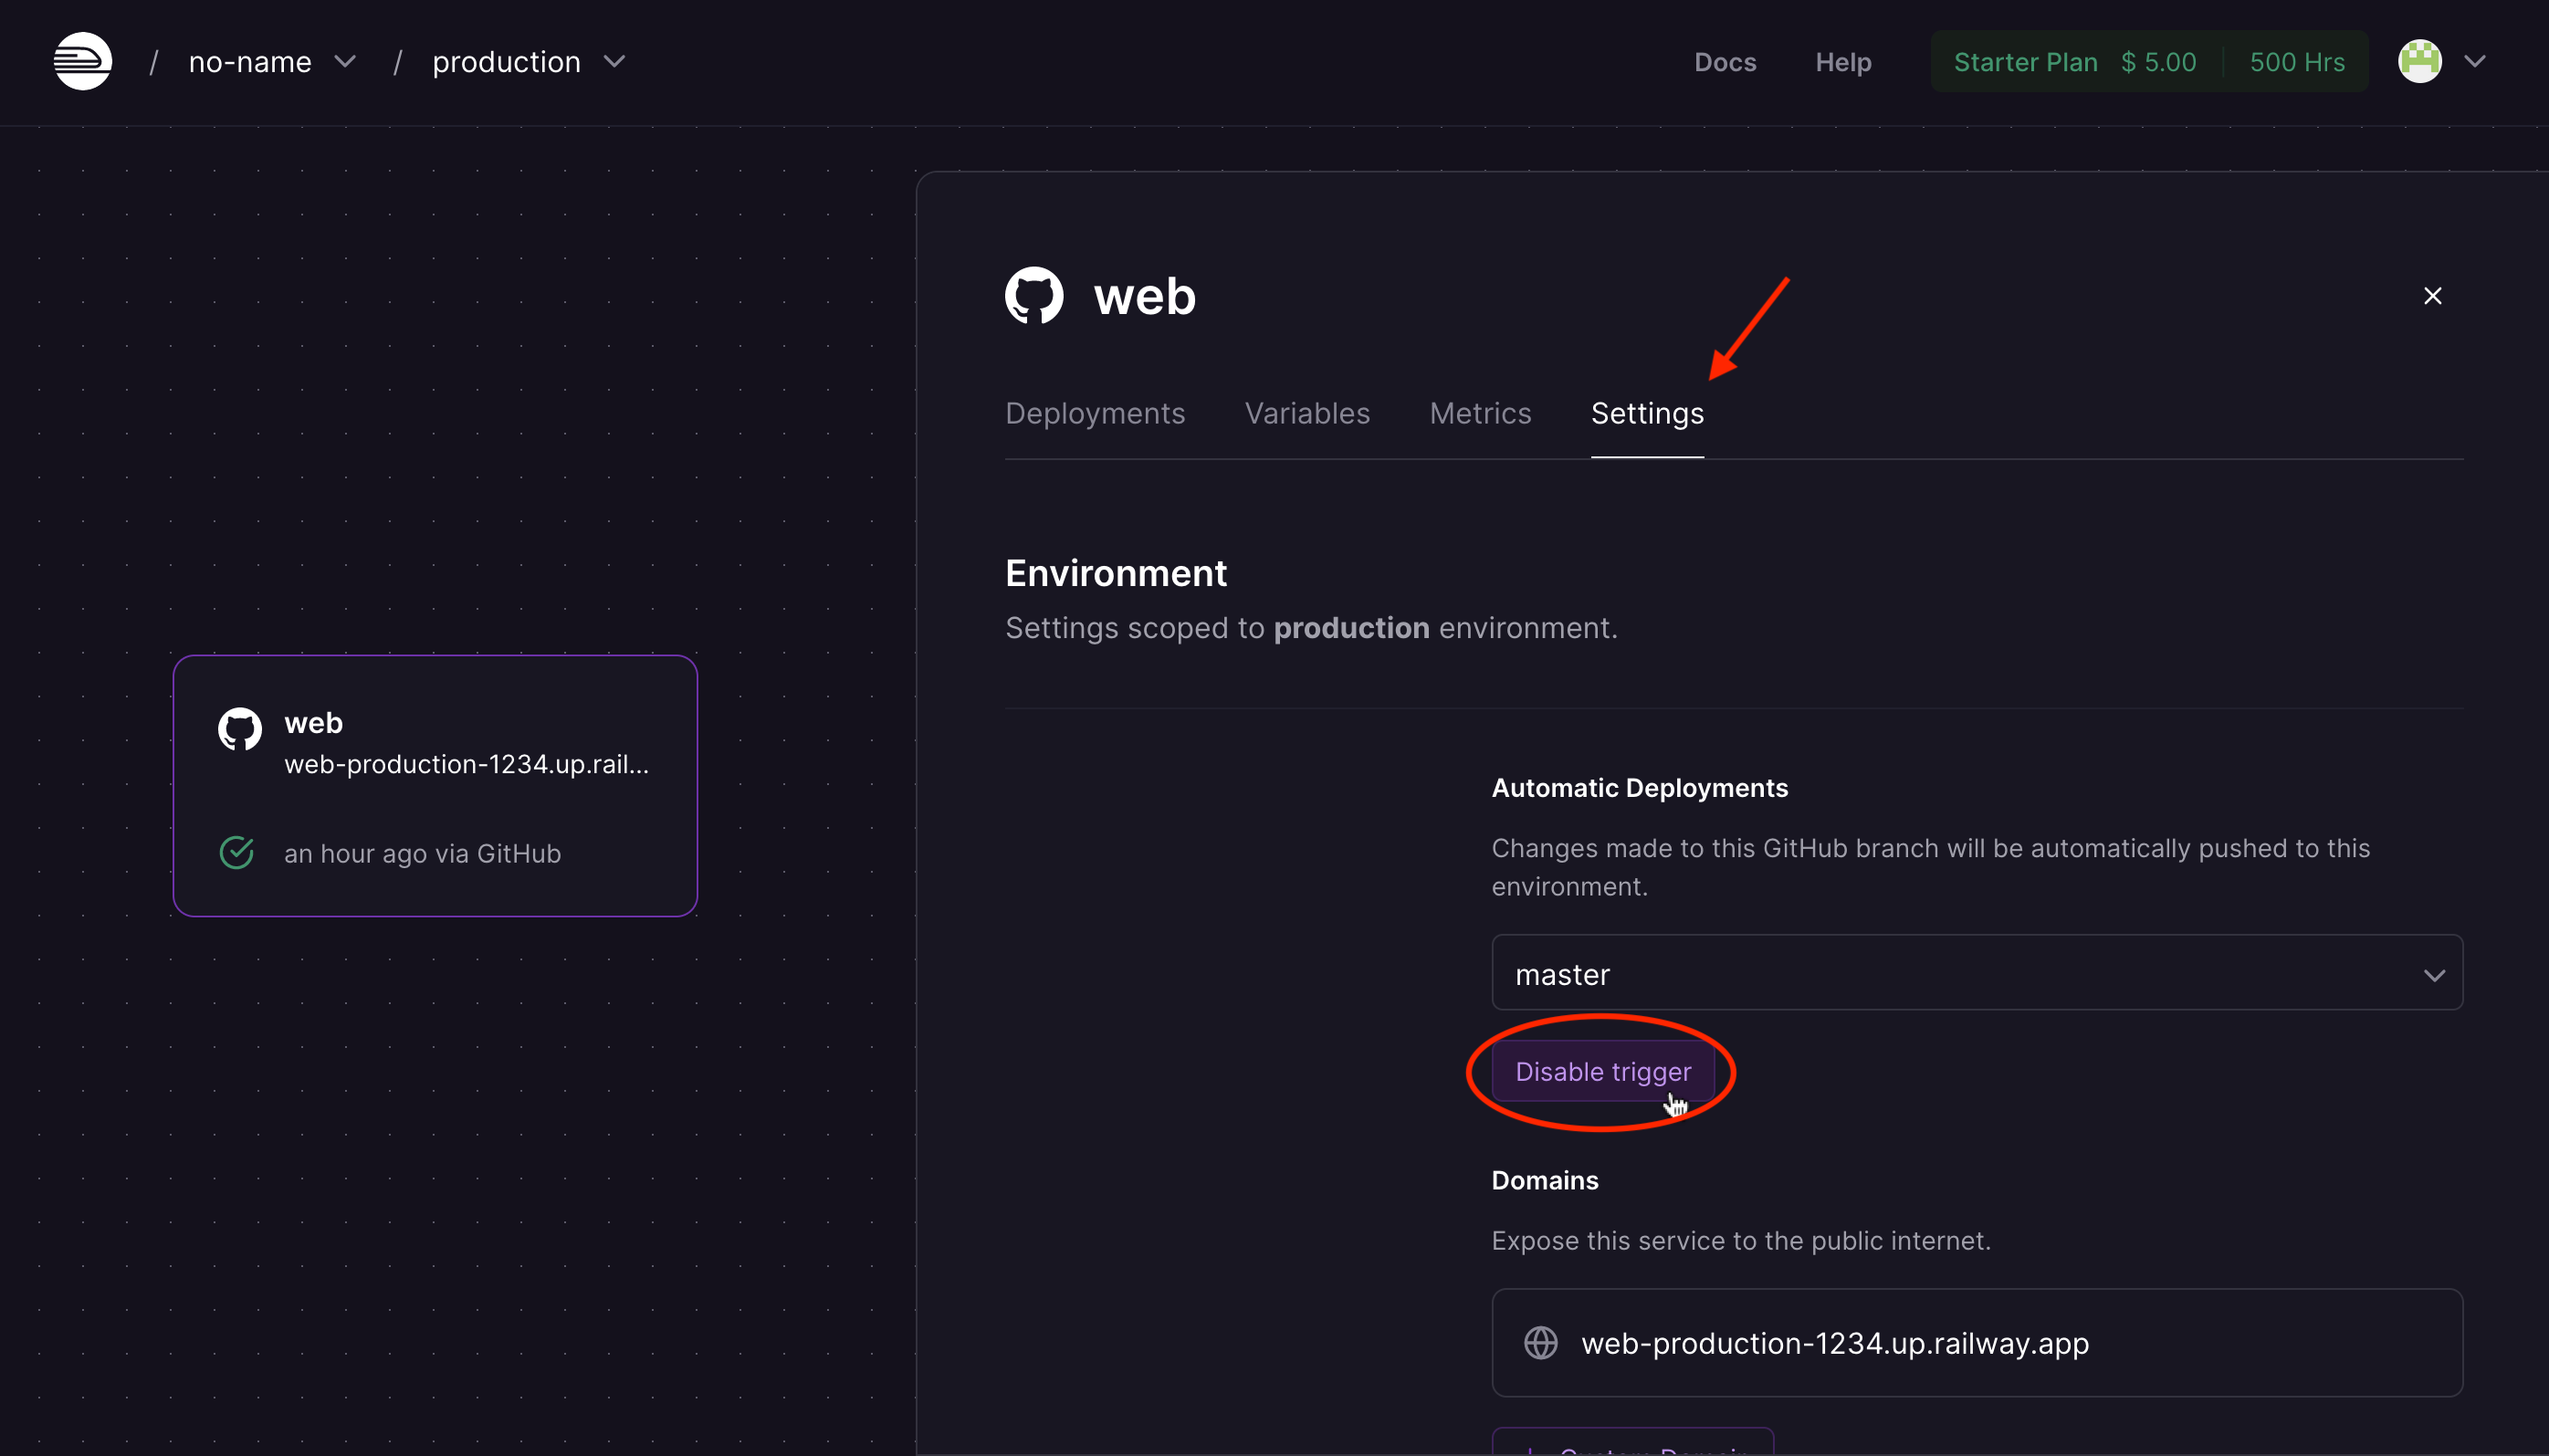 / no-name / production
Docs Help Starter Plan $ 5.00 500 Hrs
web
Deployments Variables Metrics Settings
Environment
Settings scoped to production environment.
web
web-production-1234.up.rail...
an hour ago via GitHub
Automatic Deployments
Changes made to this GitHub branch will be automatically pushed to this
environment.
master
Disable trigger
Domains
Expose this service to the public internet.
web-production-1234.up.railway.app